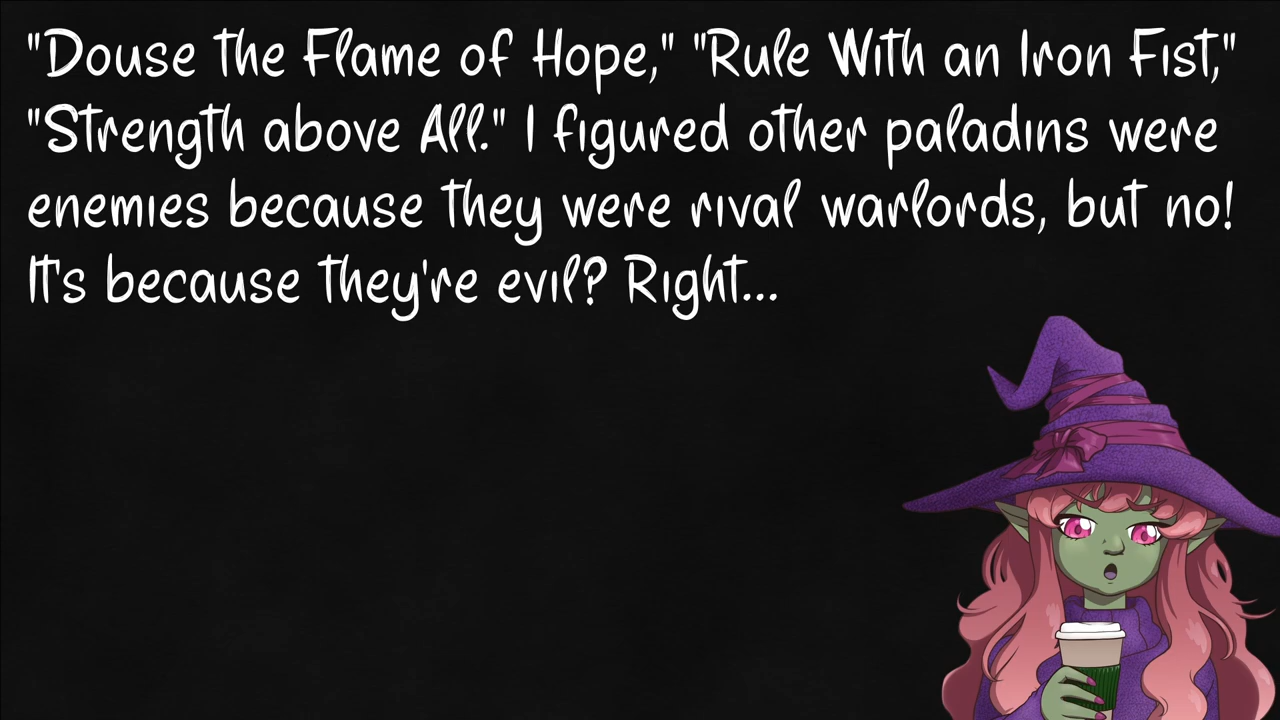 "Douse the Flame of Hope," "Rule With an Iron Fist,"
"Strength above All." I figured other paladins were
enemies because they were rival warlords, but no!
It's because they're evil? Right...